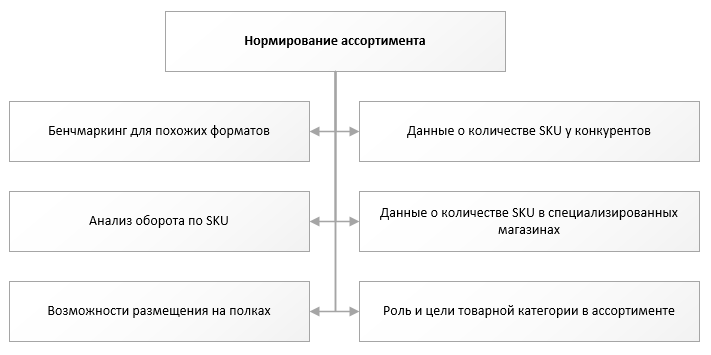 Нормирование ассортимента
Бенчмаркинг для похожих форматов
Данные о количестве SKU у конкурентов
Анализ оборота по SKU
Данные о количестве SKU в специализированных
магазинах
Возможности размещения на полках
Роль и цели товарной категории в ассортименте